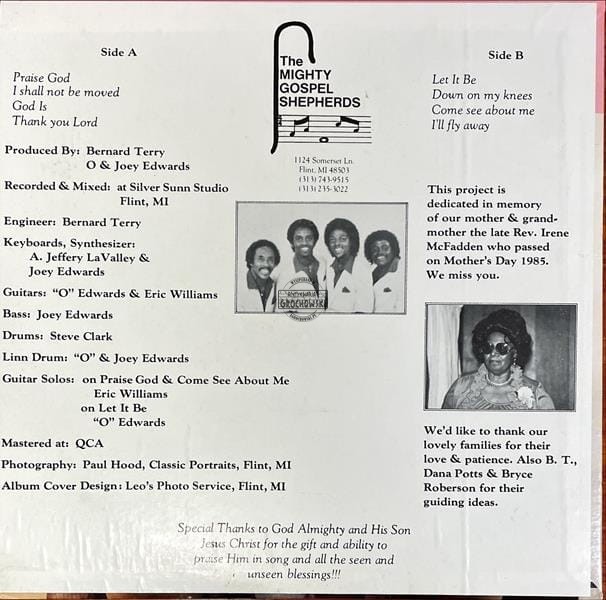 Side A
Praise God
I shall not be moved
God Is
Thank you Lord
The
MIGHTY
GOSPEL
SHEPHERDS
1124 Somerset Ln.
Flint, MI 48503
(313) 743-9515
(313) 235-3022
Side B
Let It Be
Down on my knees
Come see about me
I'll fly away
Produced By: Bernard Terry
O & Joey Edwards
Recorded & Mixed: at Silver Sunn Studio
Flint, MI
Engineer: Bernard Terry
Keyboards, Synthesizer:
A. Jeffery LaValley &
Joey Edwards
Guitars: "O" Edwards & Eric Williams
Bass: Joey Edwards
Drums: Steve Clark
Linn Drum: "O" & Joey Edwards
Guitar Solos: on Praise God & Come See About Me
Eric Williams
on Let It Be
"O" Edwards
Mastered at: QCA
Photography: Paul Hood, Classic Portraits, Flint, MI
Album Cover Design: Leo's Photo Service, Flint, MI
GROCHOWSKI
This project is
dedicated in memory
of our mother & grand-
mother the late Rev. Irene
McFadden who passed
on Mother's Day 1985.
We miss you.
We'd like to thank our
lovely families for their
love & patience. Also B. T.,
Dana Potts & Bryce
Roberson for their
guiding ideas.
Special Thanks to God Almighty and His Son
Jesus Christ for the gift and ability to
praise Him in song and all the seen and
unseen blessings!!!